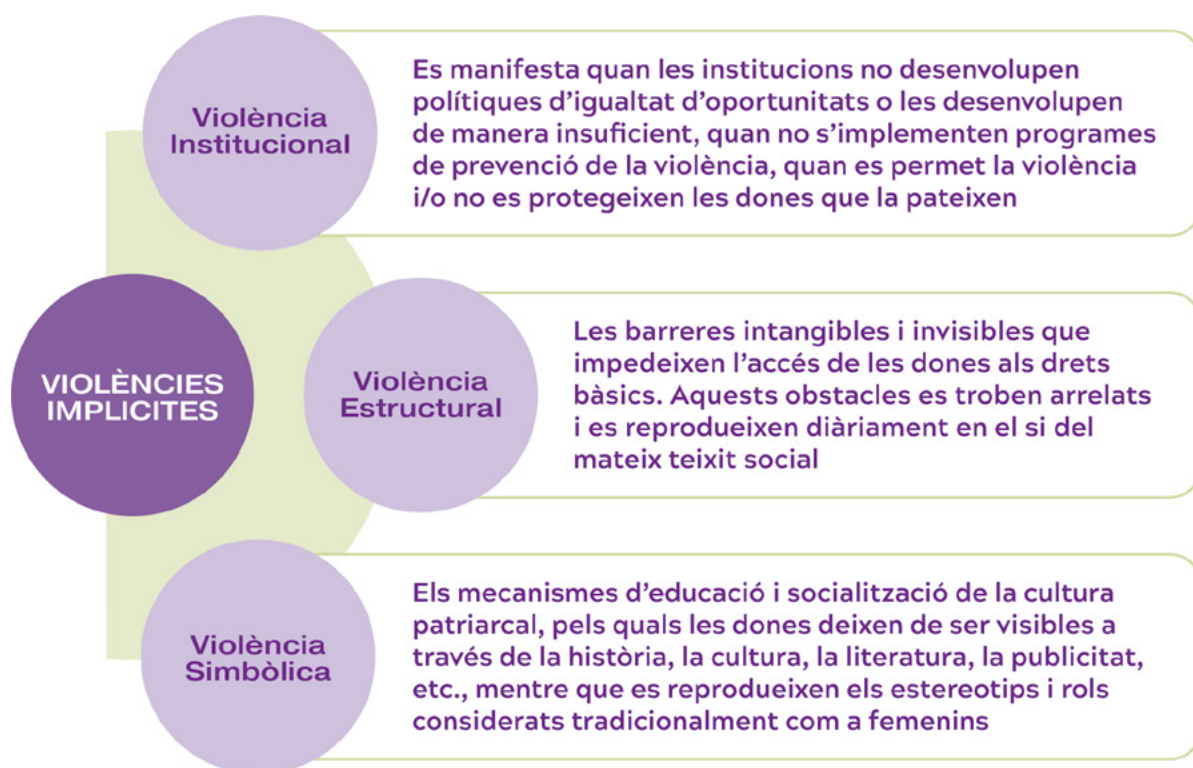 Violència
Institucional
Es manifesta quan les institucions no desenvolupen
polítiques d'igualtat d'oportunitats o les desenvolupen
de manera insuficient, quan no s'implementen programes
de prevenció de la violència, quan es permet la violència
i/o no es protegeixen les dones que la pateixen
VIOLÈNCIES
IMPLICITES
Violència
Estructural
Les barreres intangibles i invisibles que
impedeixen l'accés de les dones als drets
bàsics. Aquests obstacles es troben arrelats
i es reprodueixen diàriament en el si del
mateix teixit social
Violència
Simbòlica
Els mecanismes d'educació i socialització de la cultura
patriarcal, pels quals les dones deixen de ser visibles a
través de la història, la cultura, la literatura, la publicitat,
etc., mentre que es reprodueixen els estereotips i rols
considerats tradicionalment com a femenins